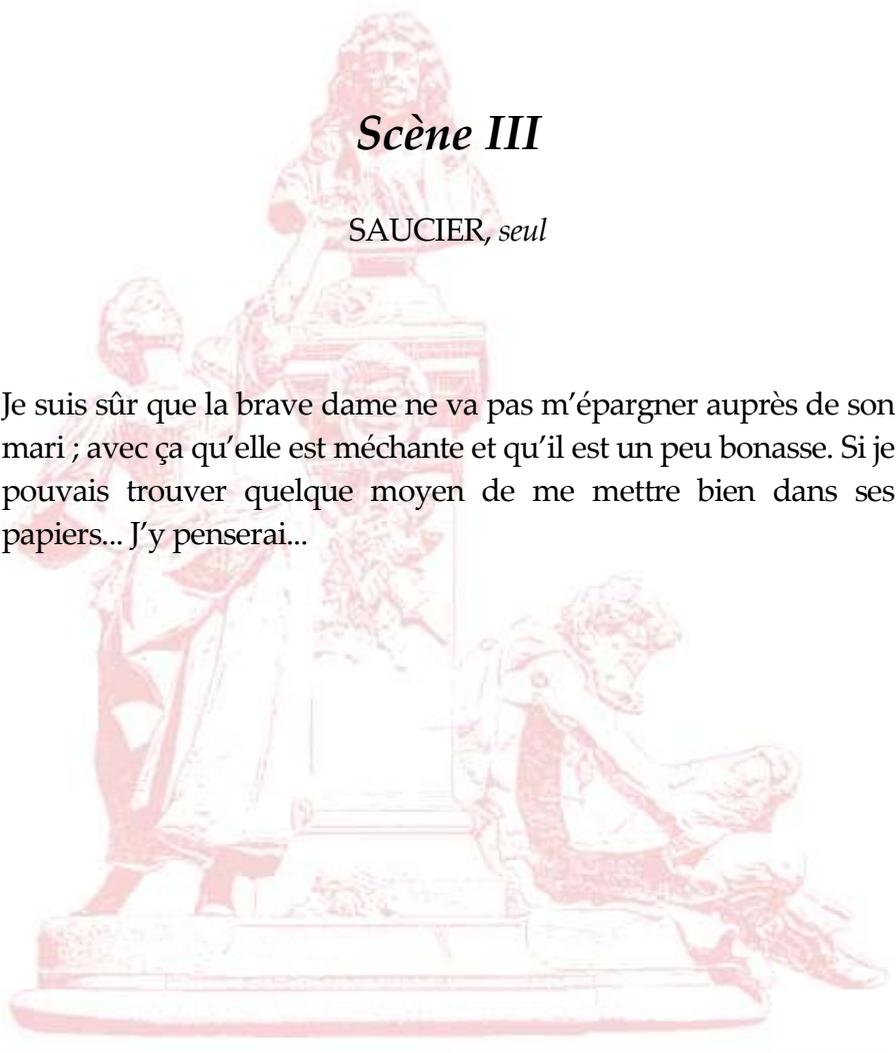 Scène III
SAUCIER, seul
Je suis sûr que la brave dame ne va pas m’épargner auprès de son
mari ; avec ça qu’elle est méchante et qu’il est un peu bonasse. Si je
pouvais trouver quelque moyen de me mettre bien dans ses
papiers... J’y penserai...